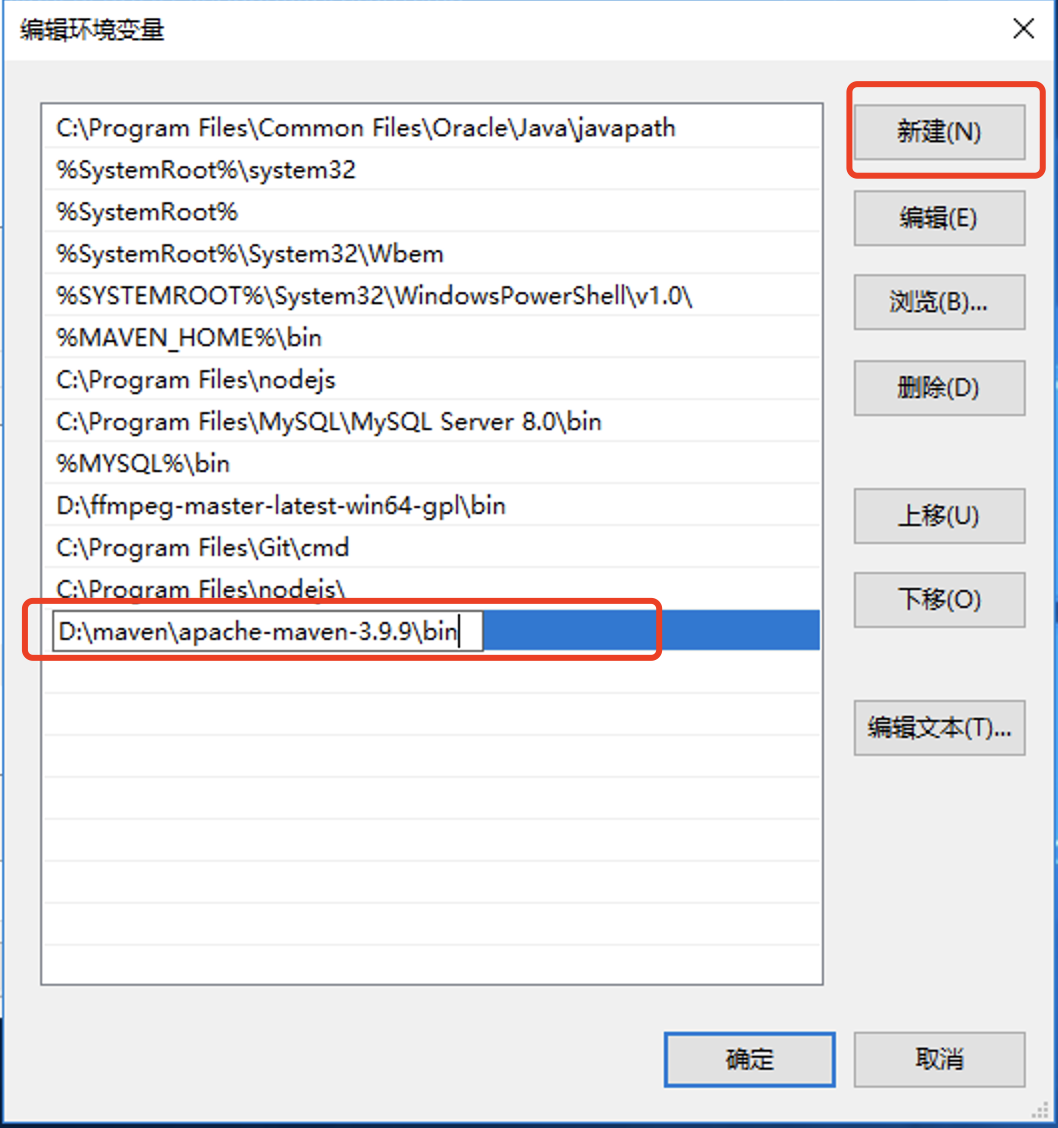 编辑环境变量
C:\Program Files\Common Files\Oracle\Java\javapath
%SystemRoot%\system32
%SystemRoot%
%SystemRoot%\System32\Wbem
%SYSTEMROOT%\System32\WindowsPowerShell\v1.0\
%MAVEN_HOME%\bin
C:\Program Files\nodejs
C:\Program Files\MySQL\MySQL Server 8.0\bin
%MYSQL%\bin
D:\ffmpeg-master-latest-win64-gpl\bin
C:\Program Files\Git\cmd
C:\Program Files\nodejs\
D:\maven\apache-maven-3.9.9\bin
新建(N)
编辑(E)
浏览(B)...
删除(D)
上移(U)
下移(O)
编辑文本(T)...
确定
取消